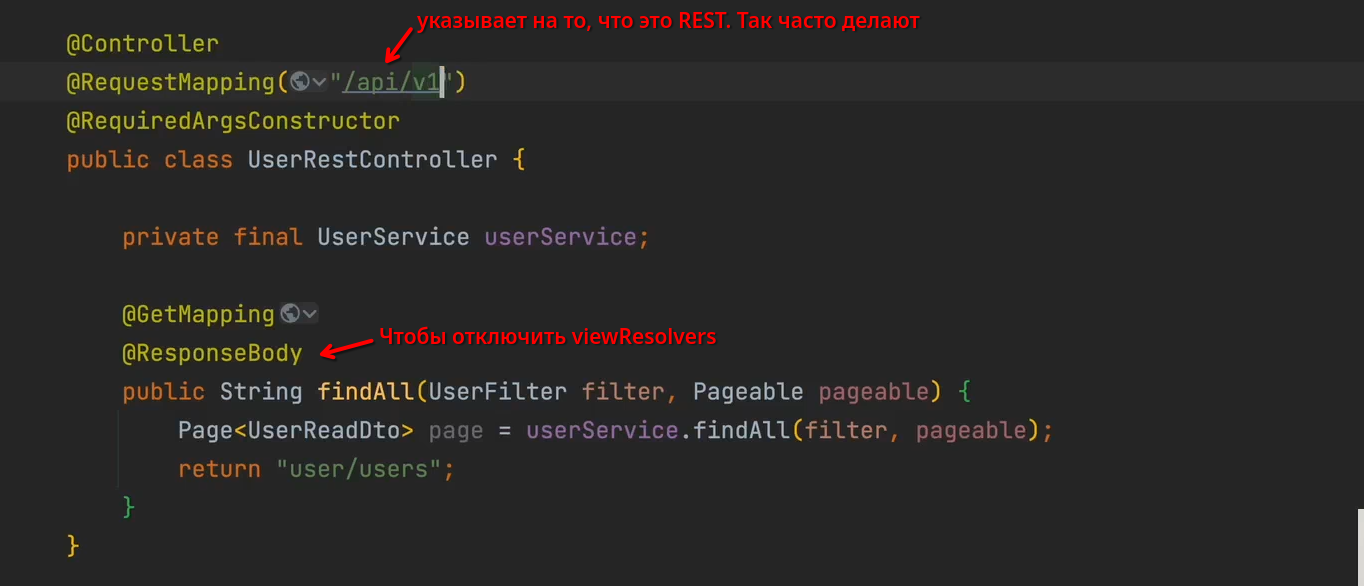 указывает на то, что это REST. Так часто делают
@Controller
@RequestMapping("/api/v1")
@RequiredArgsConstructor
public class UserRestController {
private final UserService userService;
@GetMapping
Чтобы отключить viewResolvers
@ResponseBody
public String findAll(UserFilter filter, Pageable pageable) {
Page<UserReadDto> page = userService.findAll(filter, pageable);
return "user/users";
}
}